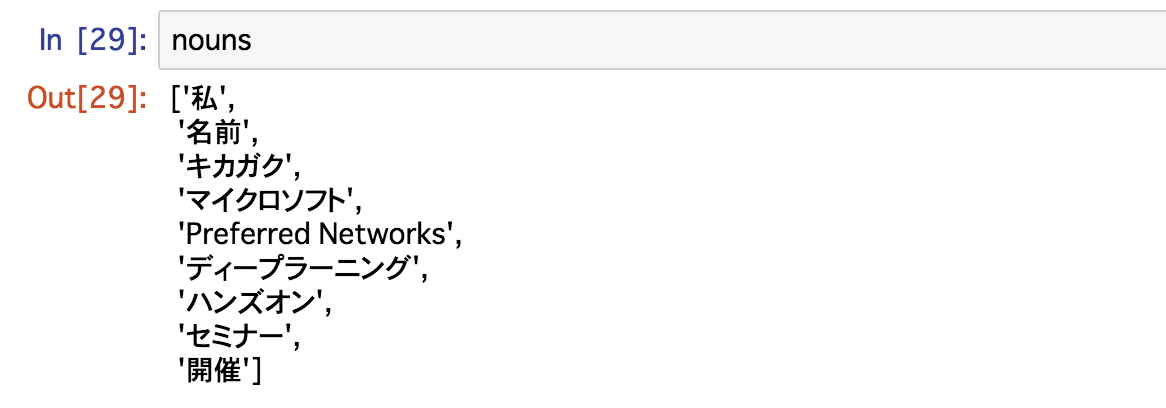 In [29]: nouns
Out[29]: ['私',
'名前',
'キカガク',
'マイクロソフト',
'Preferred Networks',
'ディープラーニング',
'ハンズオン',
'セミナー',
'開催']